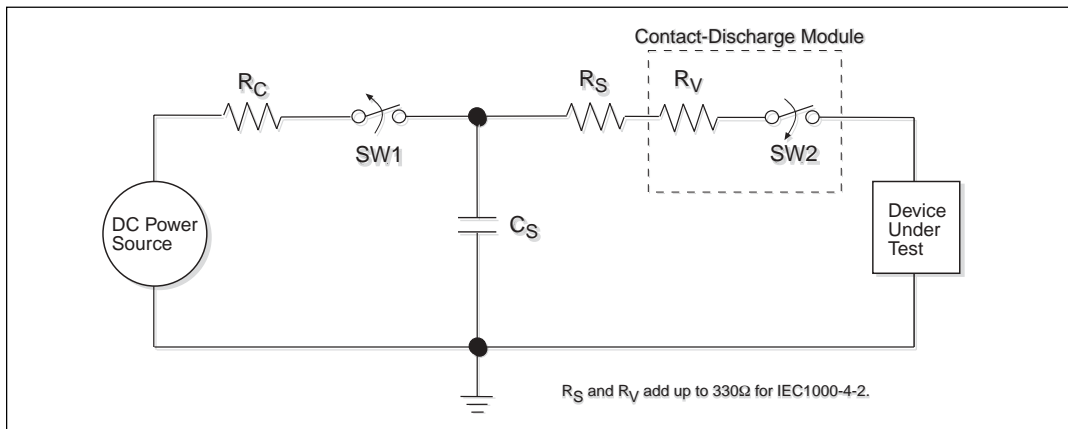 Contact-Discharge Module
RC
RS
RV
SW1
SW2
DC Power
Source
CS
Device
Under
Test
RS and RV add up to 330Ω for IEC1000-4-2.